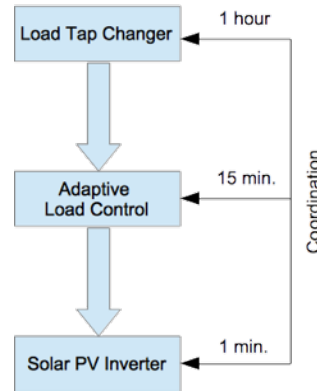 1 hour
Load Tap Changer
Adaptive
Load Control
15 min.
Coordination
1 min.
Solar PV Inverter